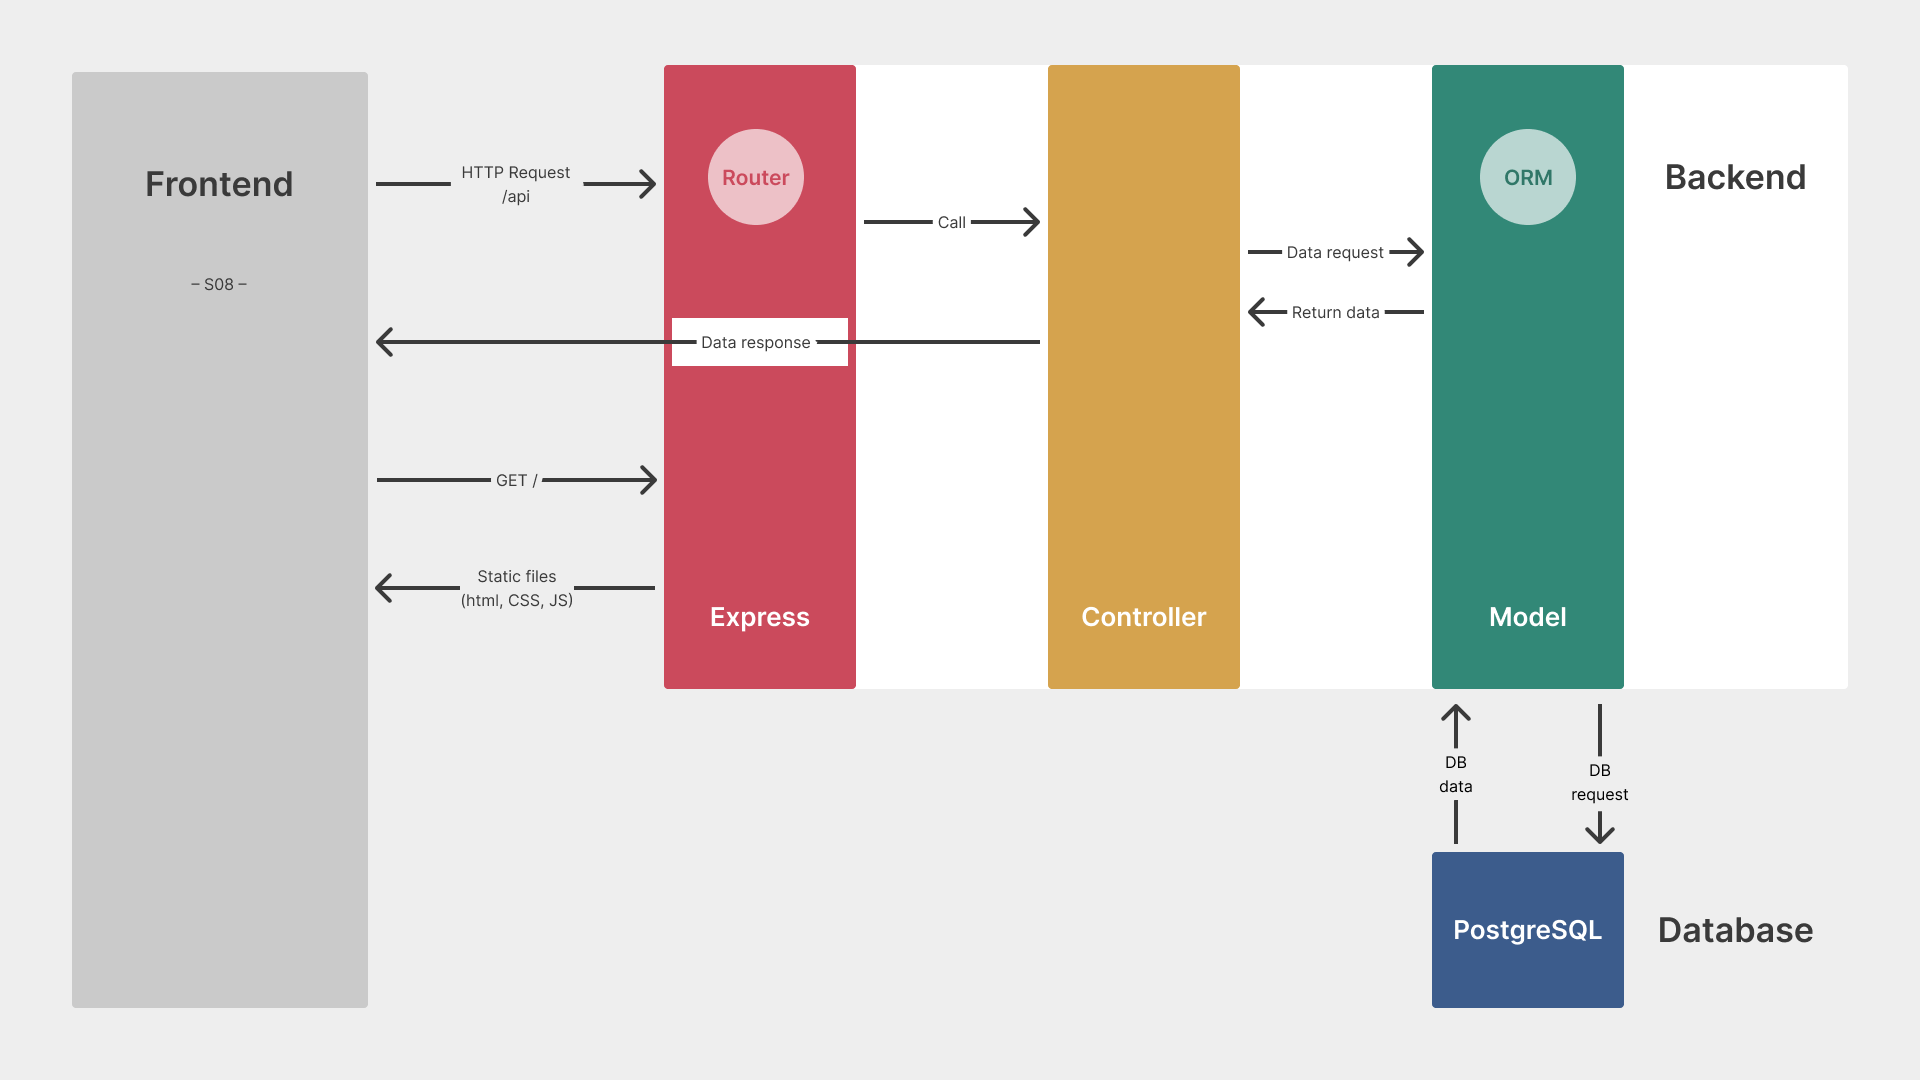 Frontend
– S08 –
HTTP Request
/api
Router
Call
ORM
Backend
Data request
Return data
Data response
GET /
Static files
(html, CSS, JS)
Express
Controller
Model
DB
data
DB
request
PostgreSQL
Database